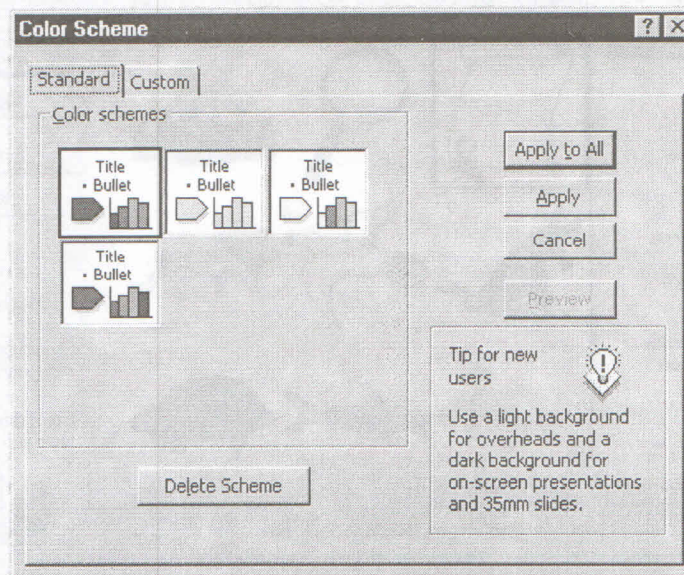 Color Scheme
? X
Standard
Custom
Color schemes
Title
• Bullet
Title
• Bullet
Title
• Bullet
Title
• Bullet
Apply to All
Apply
Cancel
Preview
Tip for new
users
Use a light background
for overheads and a
dark background for
on-screen presentations
and 35mm slides.
Delete Scheme